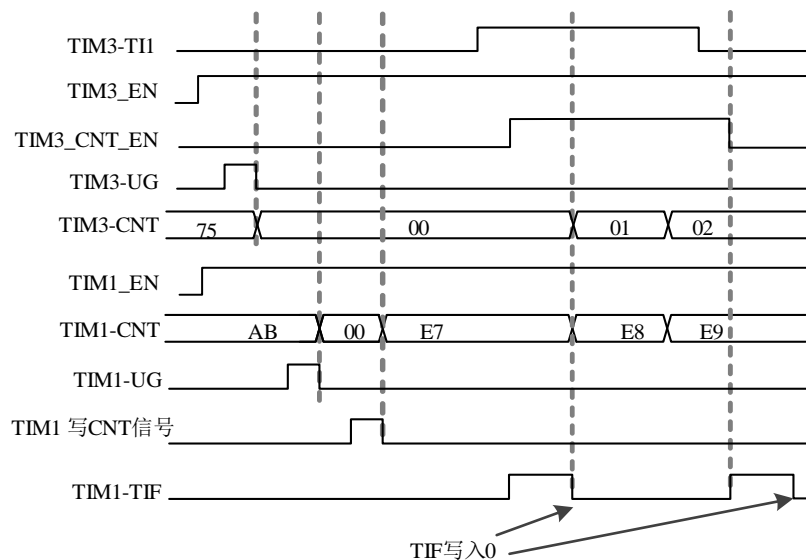 TIM3-TI1
TIM3_EN
TIM3_CNT_EN
TIM3-UG
TIM3-CNT 75 00 01 02
TIM1_EN
TIM1-CNT AB 00 E7 E8 E9
TIM1-UG
TIM1 写CNT信号
TIM1-TIF
TIF写入0